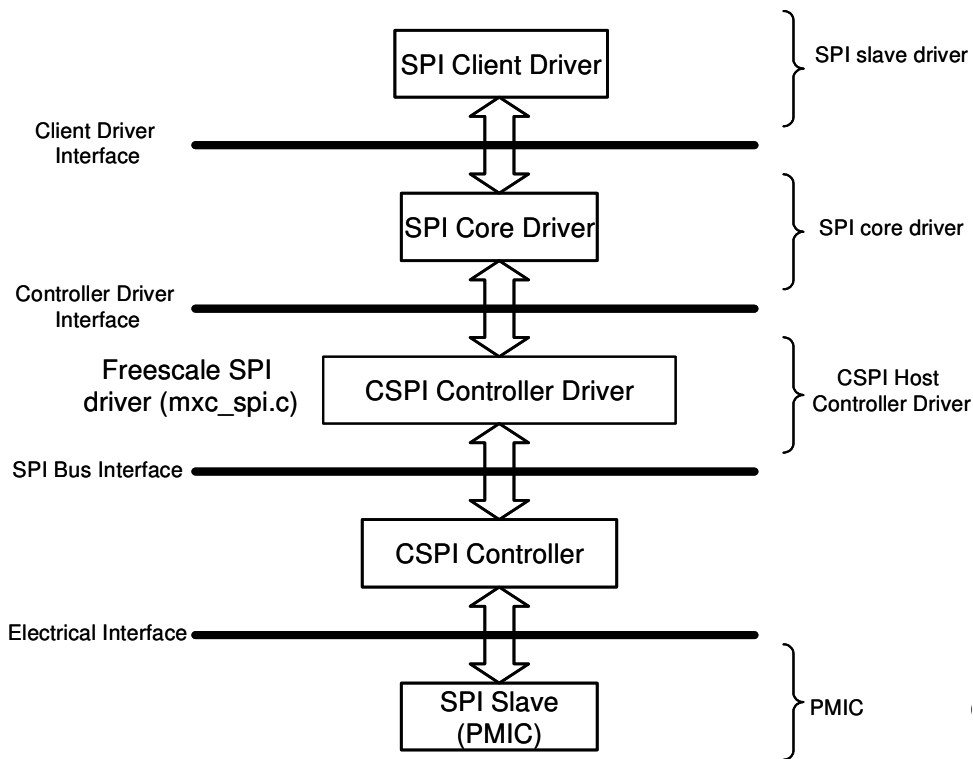 SPI Client Driver
SPI slave driver
Client Driver
Interface
SPI Core Driver
SPI core driver
Controller Driver
Interface
Freescale SPI
driver (mxc_spi.c)
CSPI Controller Driver
CSPI Host
Controller Driver
SPI Bus Interface
CSPI Controller
Electrical Interface
SPI Slave
(PMIC)
PMIC